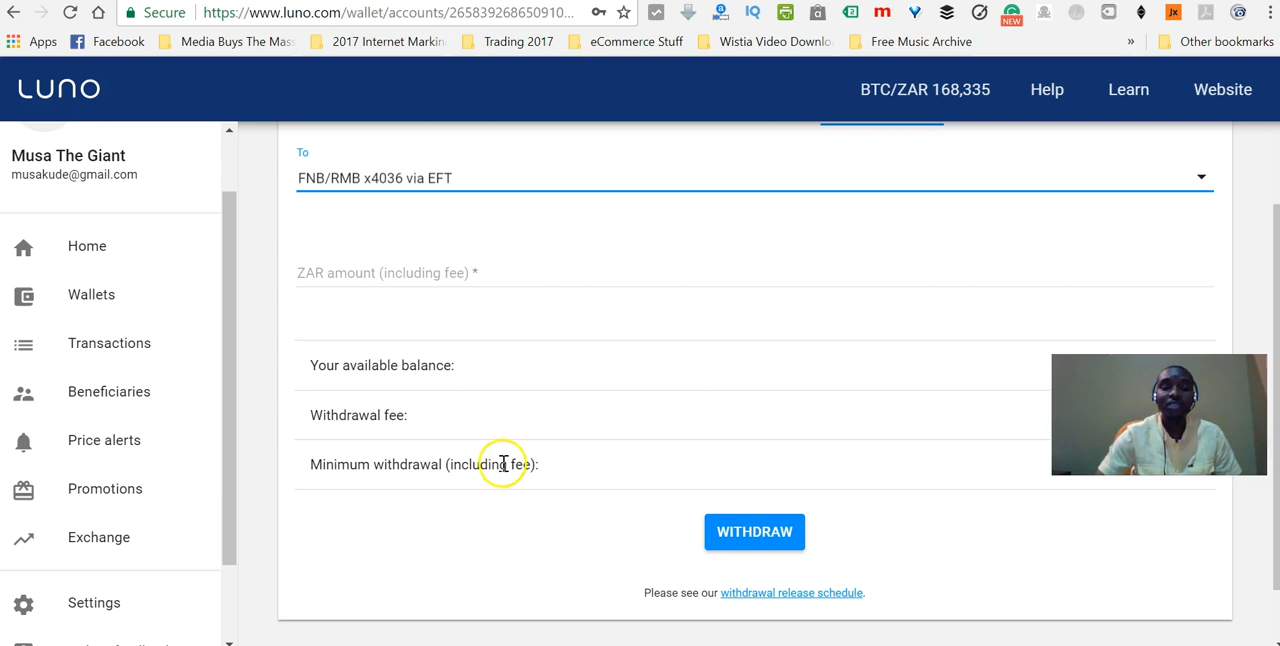 Secure https://www.luno.com/wallet/accounts/265839268650910... IQ a m NEW Jx
Apps Facebook Media Buys The Mass 2017 Internet Markin Trading 2017 eCommerce Stuff Wistia Video Downlo Free Music Archive » Other bookmarks
LUNO BTC/ZAR 168,335 Help Learn Website
Musa The Giant
musakude@gmail.com
Home
Wallets
Transactions
Beneficiaries
Price alerts
Promotions
Exchange
Settings
To
FNB/RMB x4036 via EFT
ZAR amount (including fee) *
Your available balance:
Withdrawal fee:
Minimum withdrawal (including fee):
WITHDRAW
Please see our withdrawal release schedule.